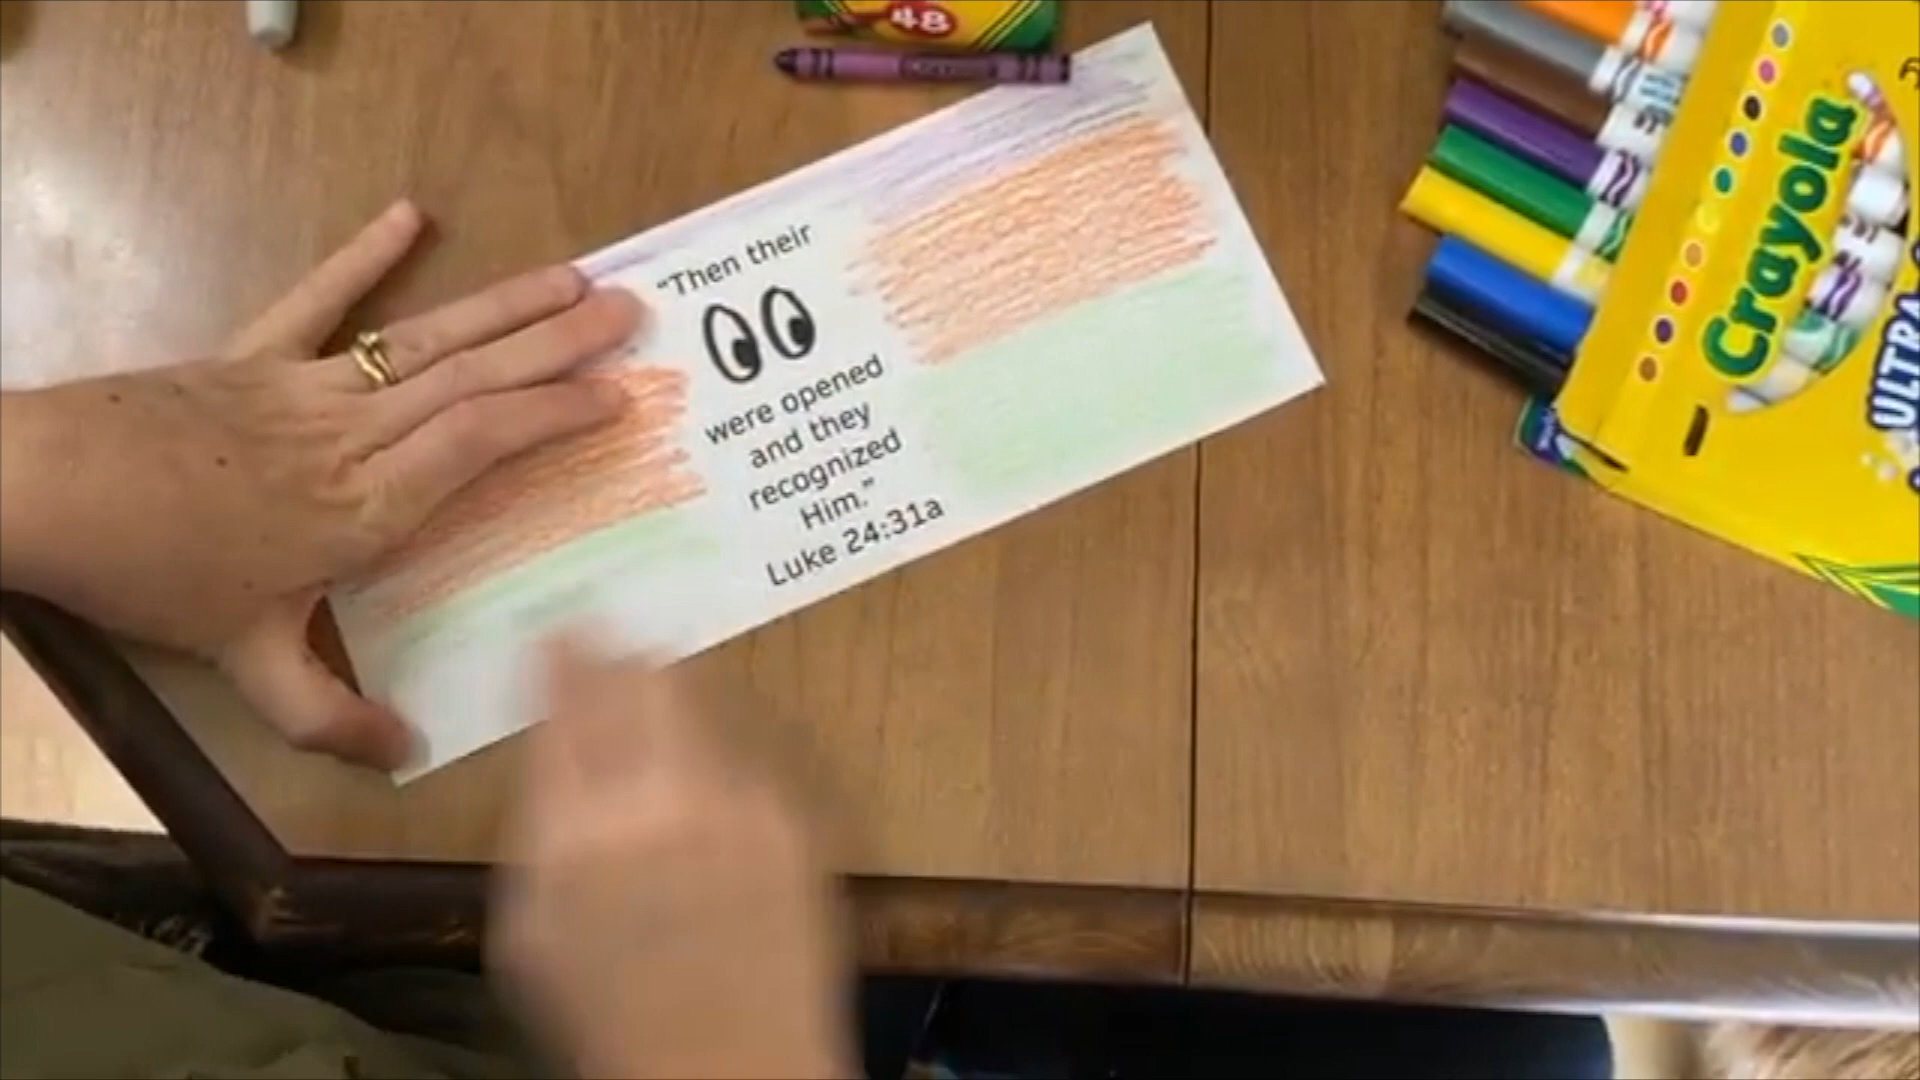 48
"Then their
were opened
and they
recognized
Him."
Luke 24:31a
Crayola
ULTRA